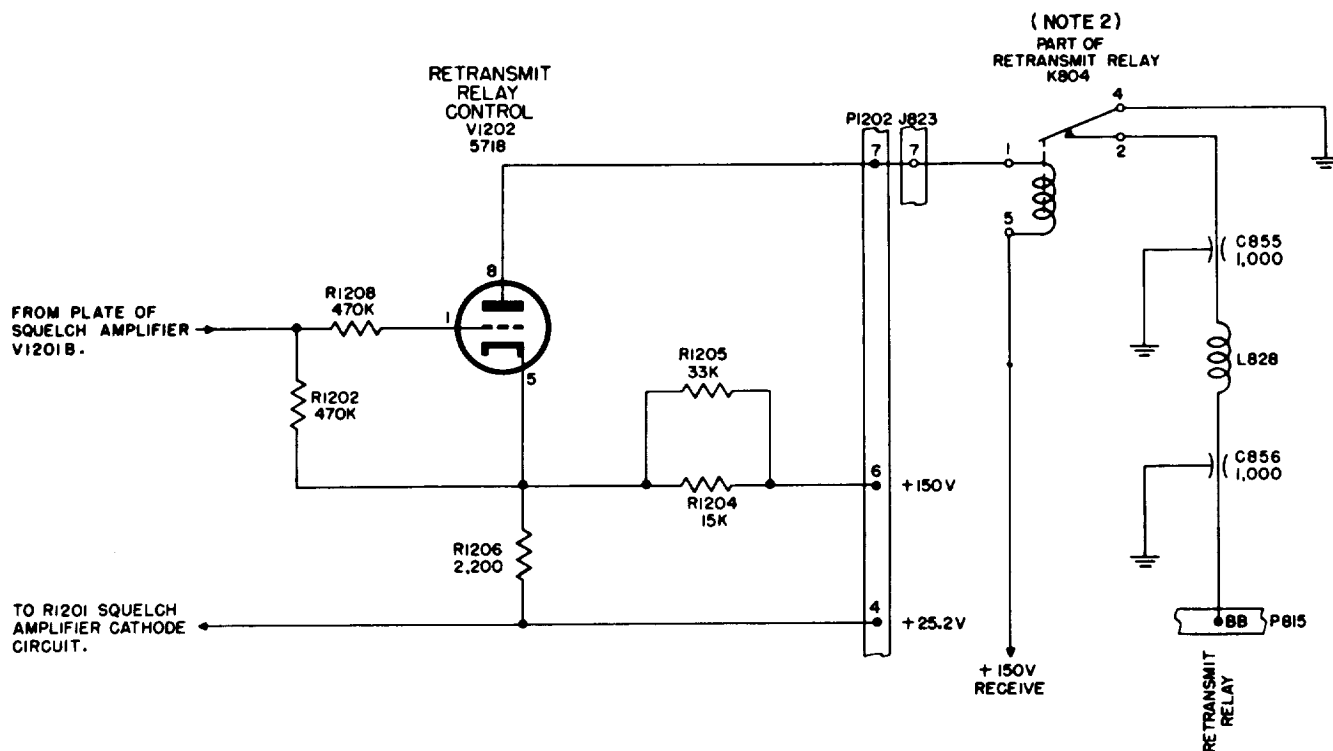 (NOTE 2)
PART OF
RETRANSMIT RELAY
K804
RETRANSMIT
RELAY
CONTROL
V1202
5718
P1202 J823
7
7
1
4
2
5
C855
1,000
8
R1208
470K
1
FROM PLATE OF
SQUELCH AMPLIFIER
V1201B.
5
R1205
33K
L828
R1202
470K
6
+150V
R1204
15K
C856
1,000
R1206
2,200
TO R1201 SQUELCH
AMPLIFIER CATHODE
CIRCUIT.
4
+25.2V
BB
P815
+150V
RECEIVE
RETRANSMIT
RELAY